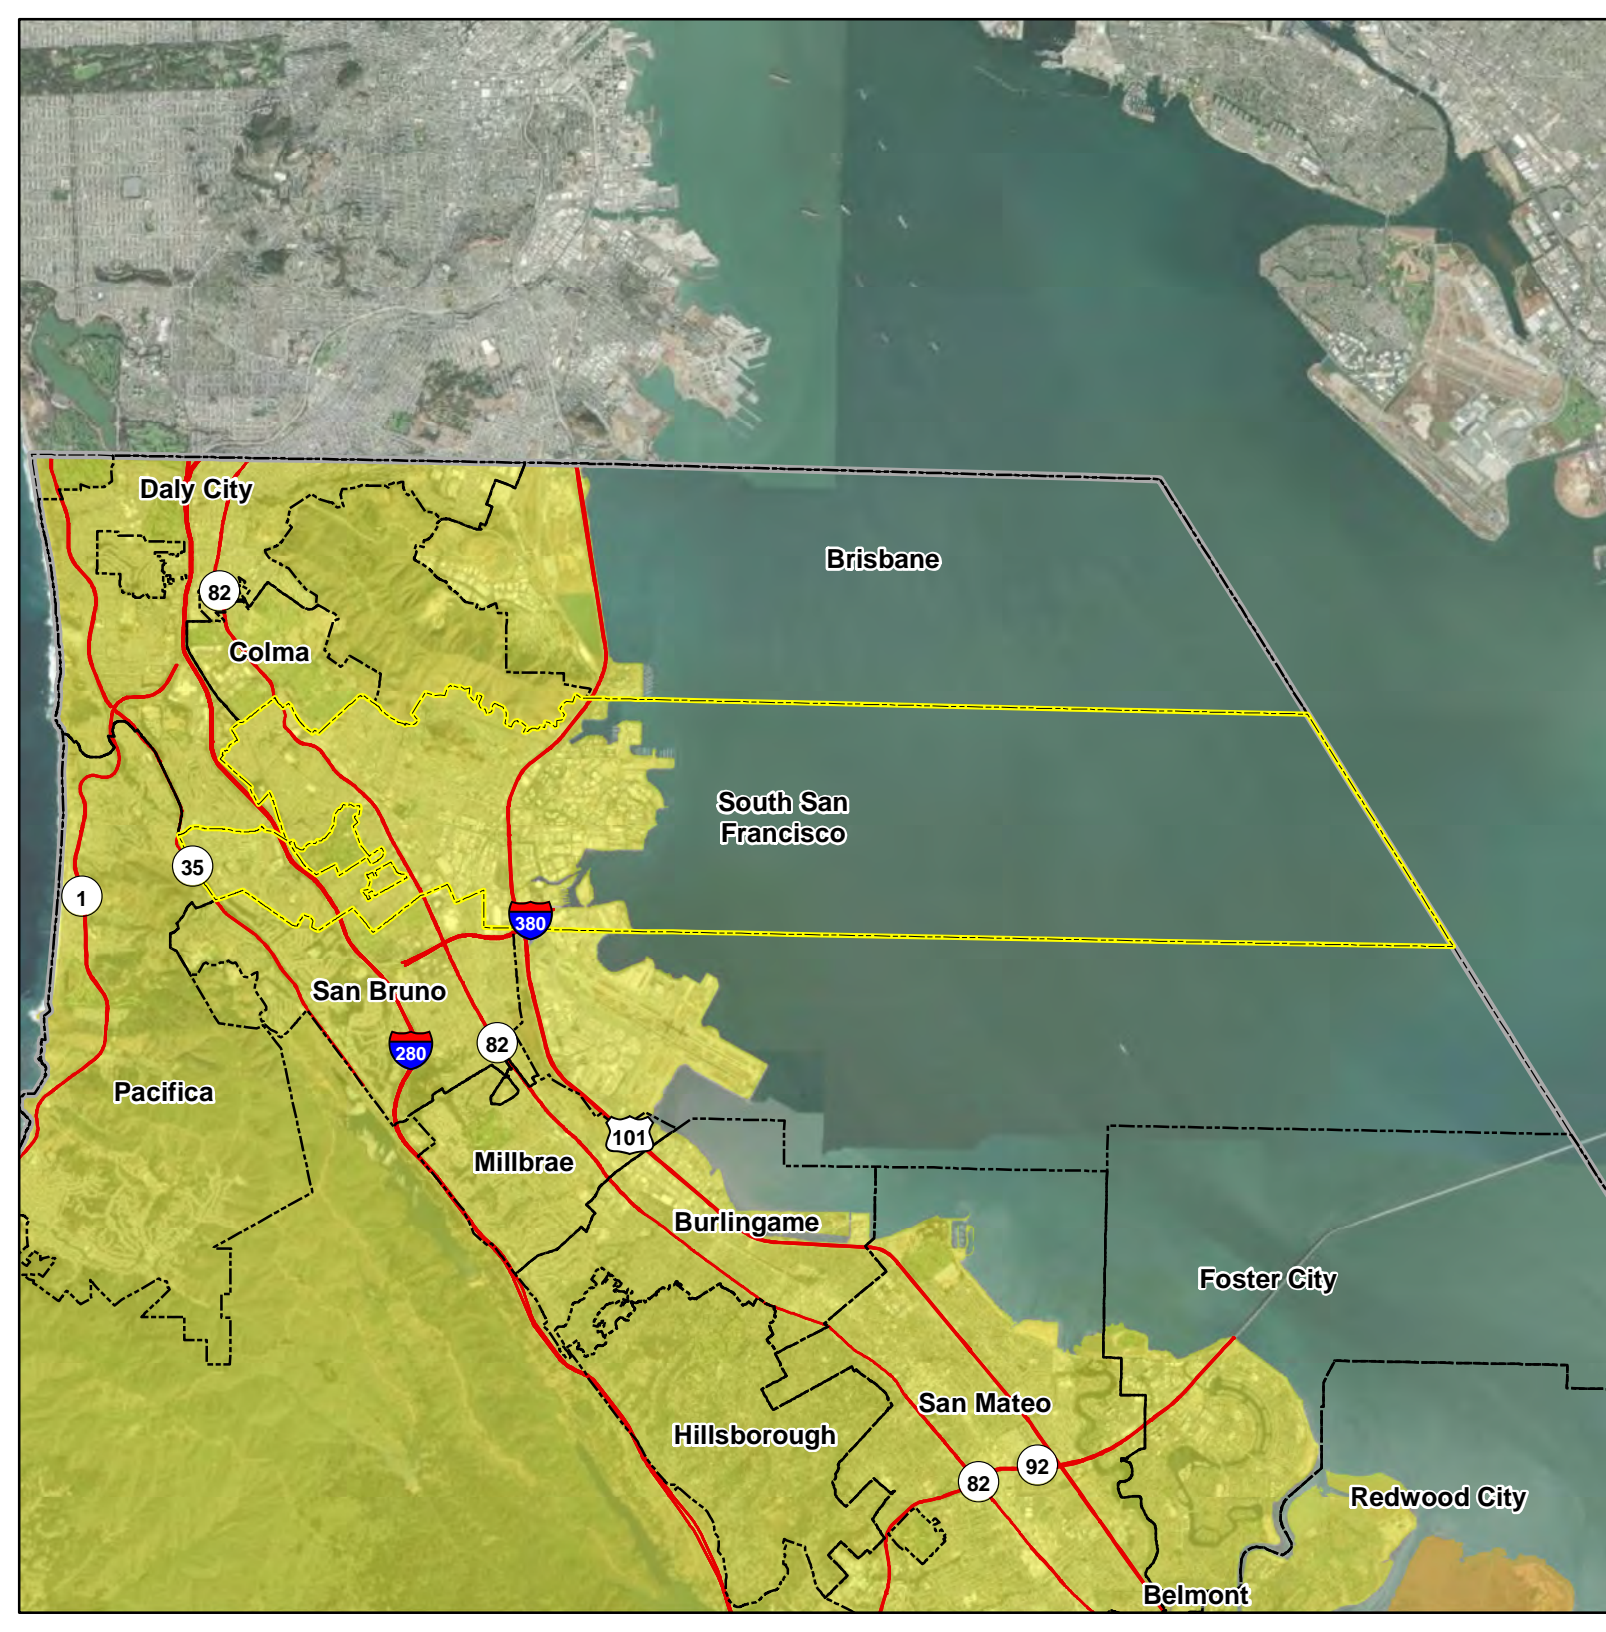 Daly City
Brisbane
82
Colma
South San
Francisco
35
1
380
San Bruno
280
82
Pacifica
101
Millbrae
Burlingame
Foster City
San Mateo
Hillsborough
92
82
Redwood City
Belmont